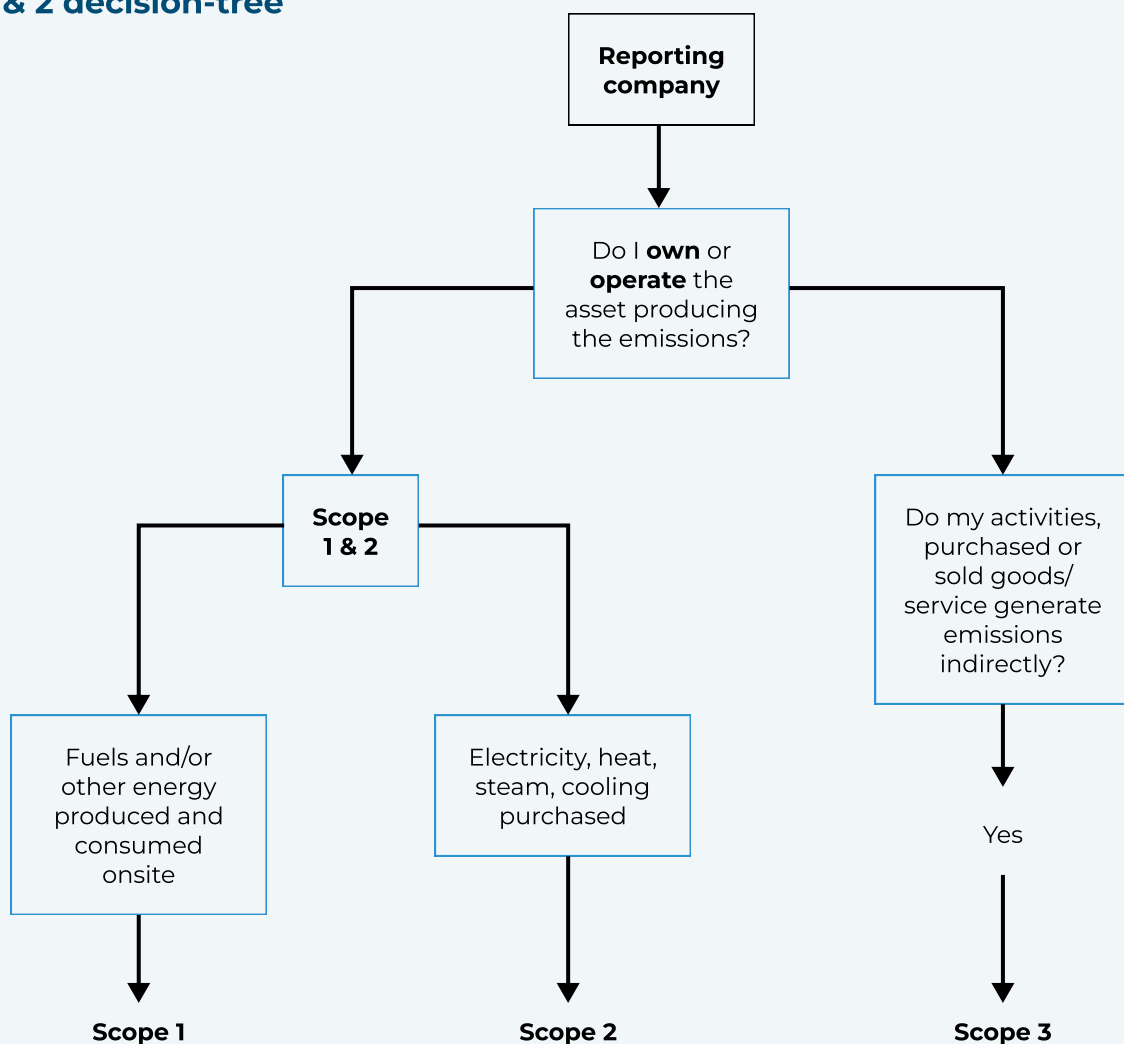 & 2 decision-tree
Reporting
company
Do I own or
operate the
asset producing
the emissions?
Scope
1 & 2
Do my activities,
purchased or
sold goods/
service generate
emissions
indirectly?
Fuels and/or
other energy
produced and
consumed
onsite
Electricity, heat,
steam, cooling
purchased
Yes
Scope 1
Scope 2
Scope 3